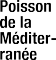 Poisson
de la
Méditer-
ranée